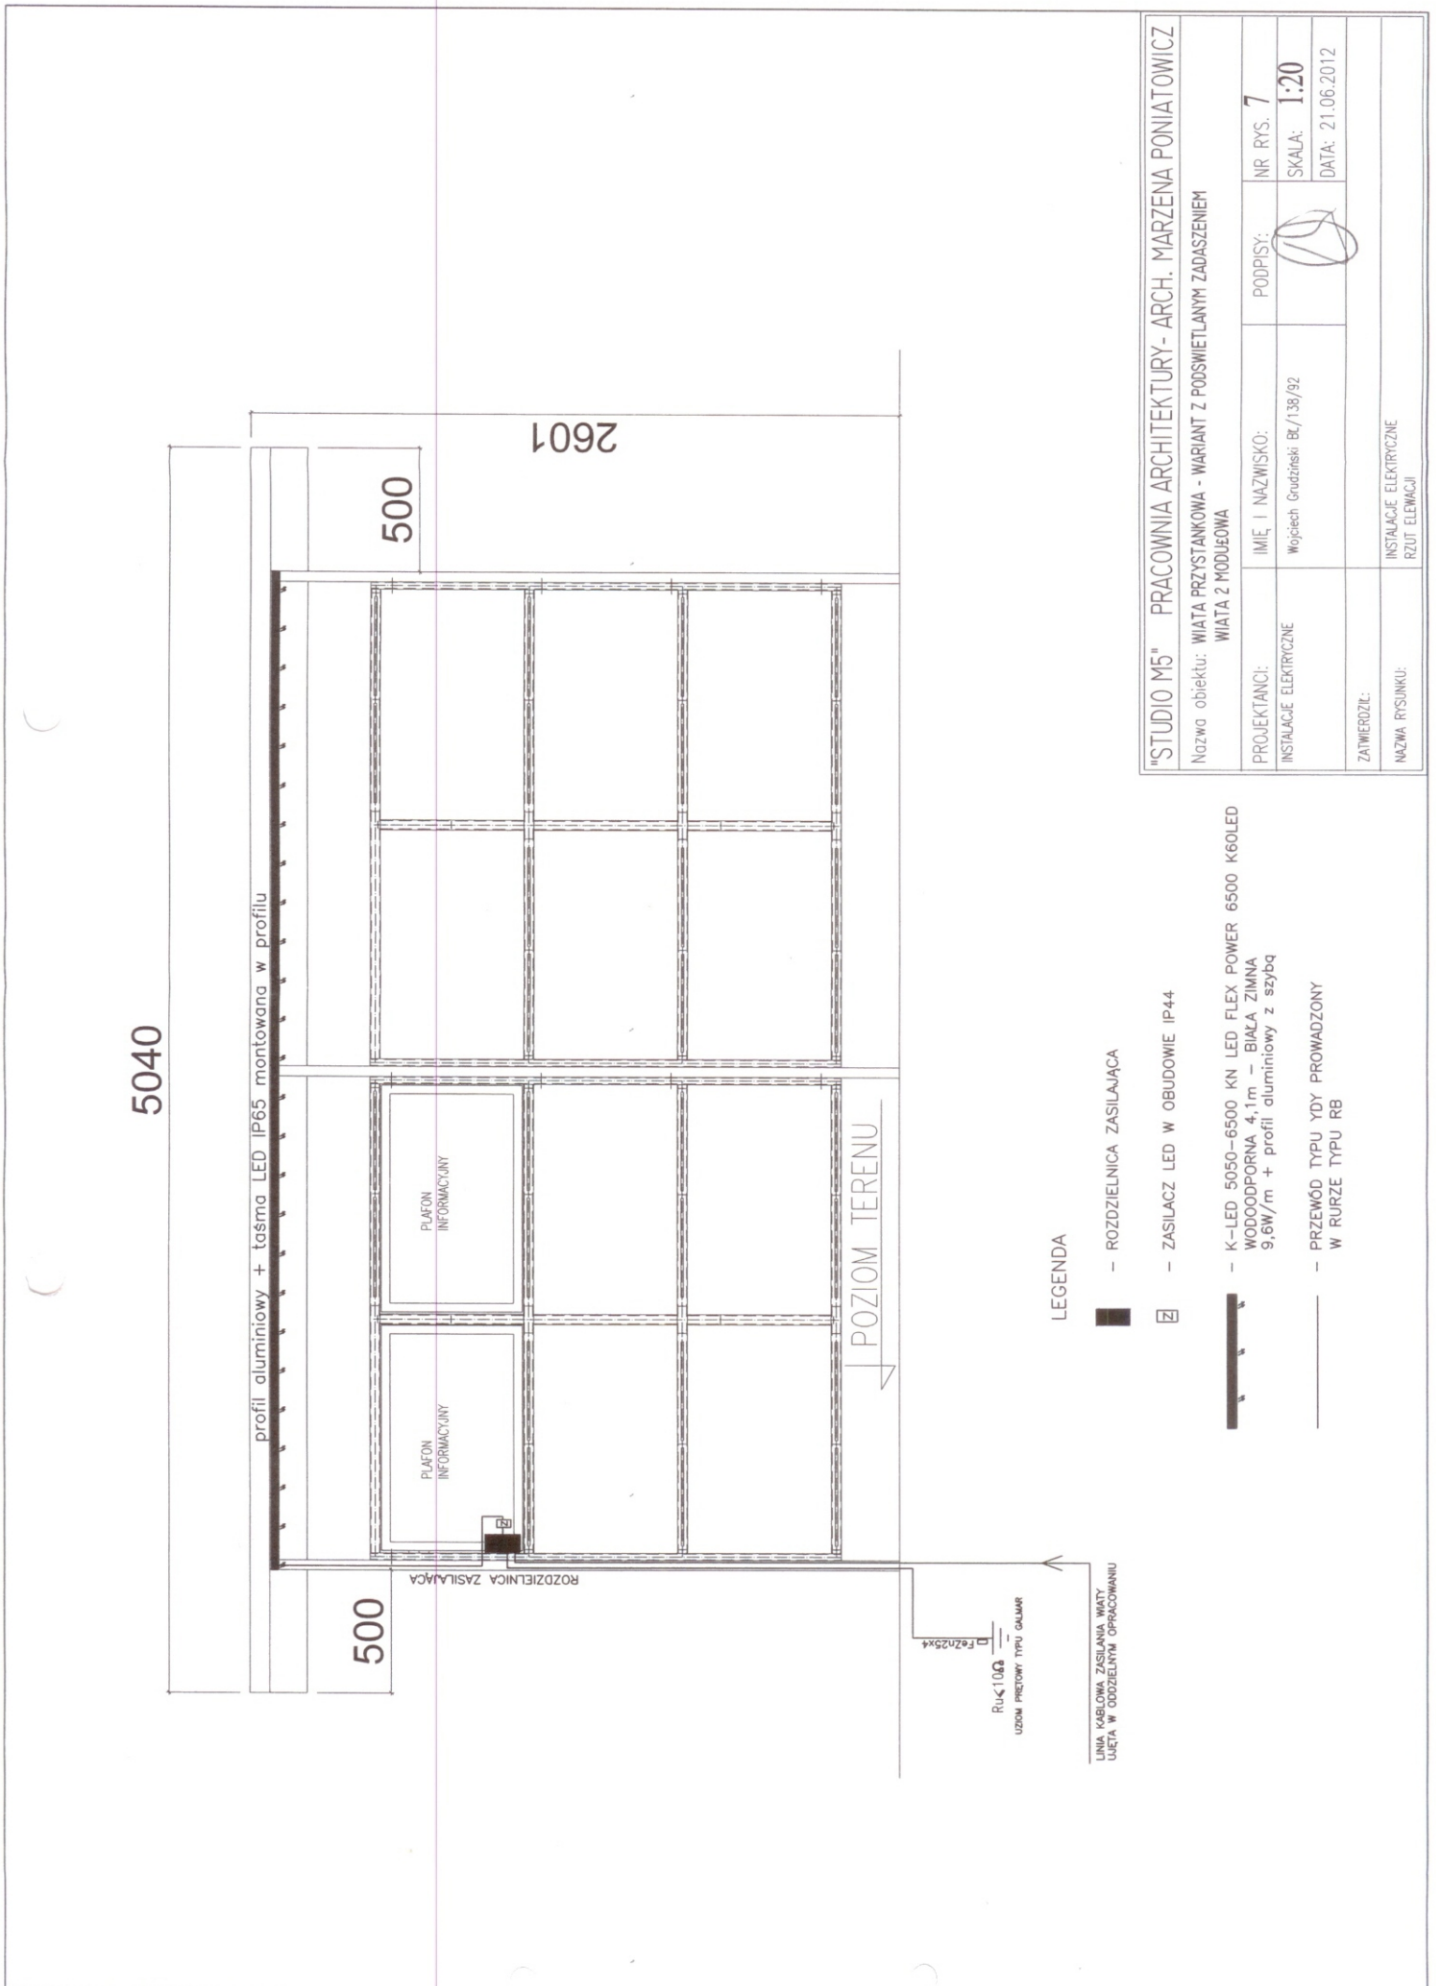 5040
profil aluminiowy + taśma LED IP65 montowana w profilu
500
500
2601
PLAFON
INFORMACYJNY
PLAFON
INFORMACYJNY
ROZDZIELNICA ZASILAJĄCA
POZIOM TERENU
FeZn25x4
Ru<10Ω
UZIOM PRĘTOWY TYPU GALMAR
LINIA KABLOWA ZASILANIA WIATY
UJĘTA W ODDZIELNYM OPRACOWANIU
LEGENDA
– ROZDZIELNICA ZASILAJĄCA
Z – ZASILACZ LED W OBUDOWIE IP44
– K–LED 5050–6500 KN LED FLEX POWER 6500 K60LED
WODOODPORNA 4,1m – BIAŁA ZIMNA
9,6W/m + profil aluminiowy z szybą
– PRZEWÓD TYPU YDY PROWADZONY
W RURZE TYPU RB
"STUDIO M5" PRACOWNIA ARCHITEKTURY- ARCH. MARZENA PONIATOWICZ
Nazwa obiektu: WIATA PRZYSTANKOWA - WARIANT Z PODSWIETLANYM ZADASZENIEM
WIATA 2 MODUŁOWA
PROJEKTANCI: IMIĘ I NAZWISKO: PODPISY: NR RYS. 7
INSTALACJE ELEKTRYCZNE Wojciech Grudziński BŁ/138/92 SKALA: 1:20
DATA: 21.06.2012
ZATWIERDZIŁ:
NAZWA RYSUNKU: INSTALACJE ELEKTRYCZNE
RZUT ELEWACJI